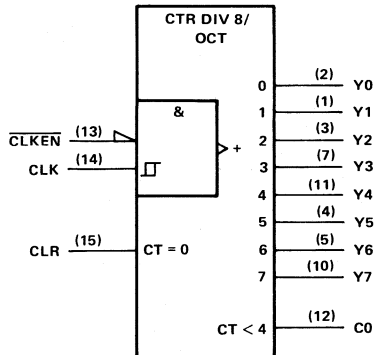 CTR DIV 8/
OCT
&
+
CLKEN (13)
CLK (14)
CLR (15) CT = 0
0 (2) Y0
1 (1) Y1
2 (3) Y2
3 (7) Y3
4 (11) Y4
5 (4) Y5
6 (5) Y6
7 (10) Y7
CT < 4 (12) C0